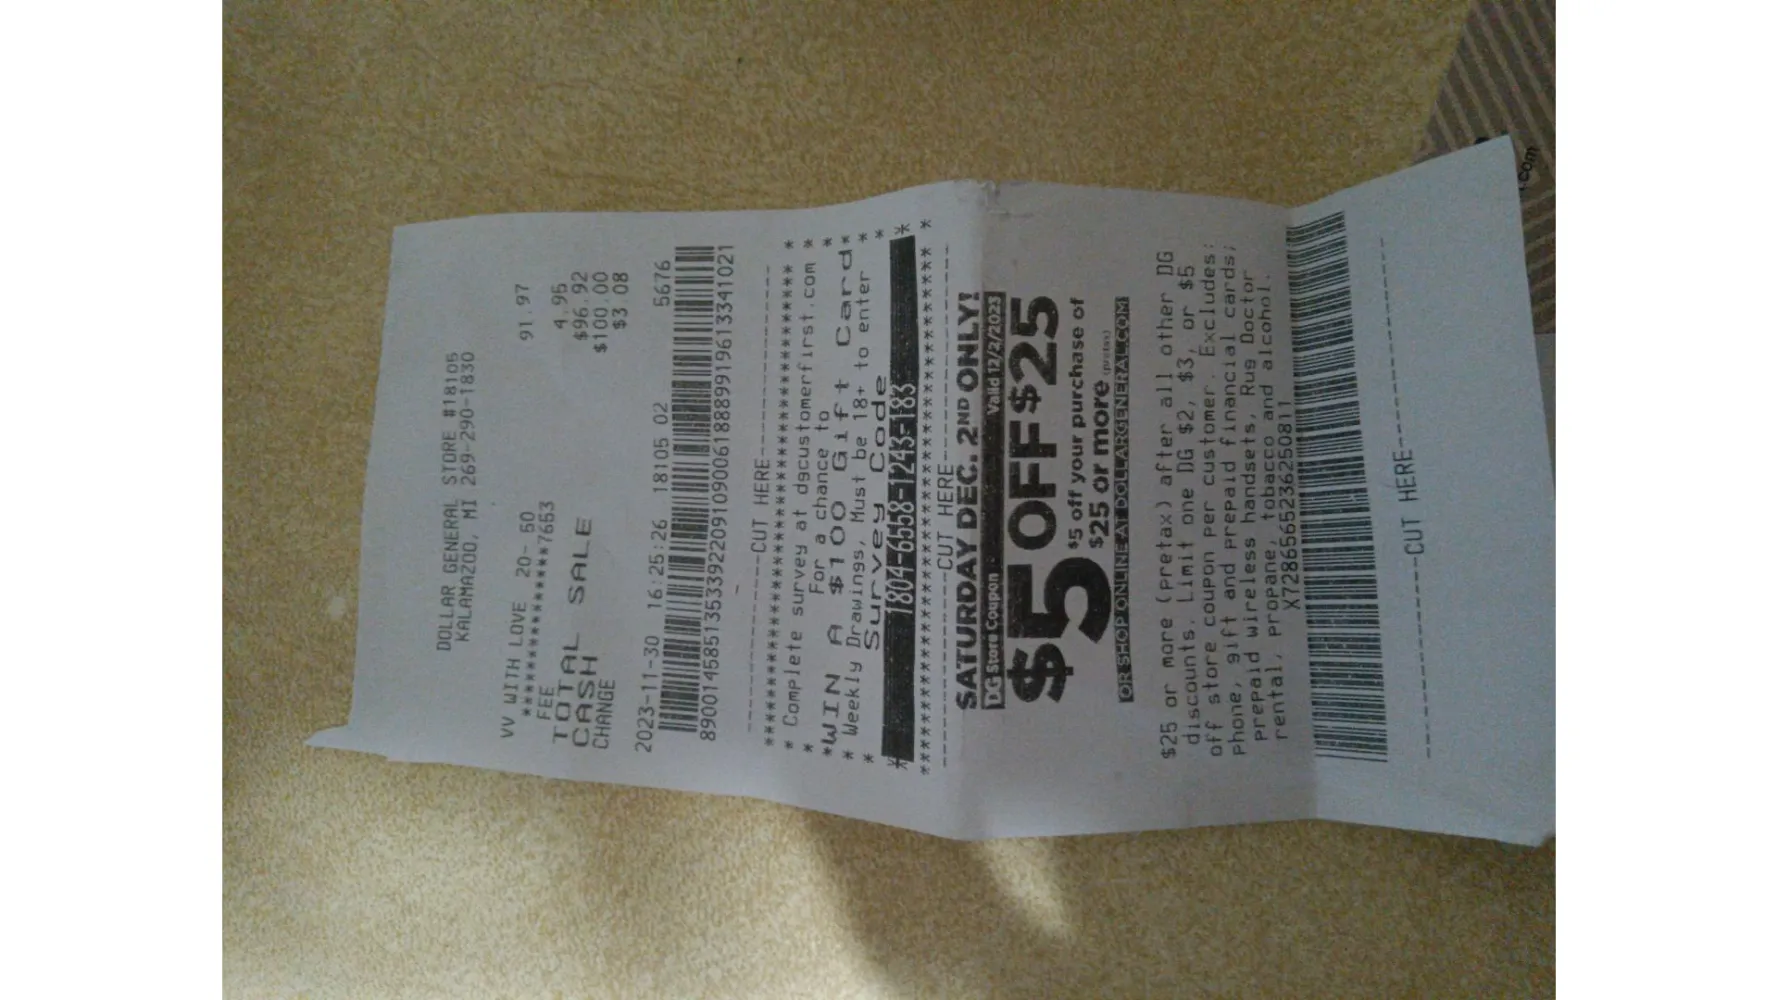 DOLLAR GENERAL STORE #18105
KALAMAZOO, MI 269-290-1830
VV WITH LOVE 20- 60 91.97
************7653
FEE 4.95
TOTAL SALE $96.92
CASH $100.00
CHANGE $3.08
2023-11-30 16:25:26 18105 02 5676
---------------CUT HERE---------------
* Complete survey at dgcustomerfirst.com *
* For a chance to *
*WIN A $100 Gift Card*
* Weekly Drawings, Must be 18+ to enter *
* Survey Code *
* 1804-6558-1243-183 *
---------------CUT HERE---------------
SATURDAY DEC. 2ND ONLY!
DG Store Coupon Valid 12/2/2023
$5 OFF $25
$5 off your purchase of
$25 or more (pretax)
OR SHOP ONLINE AT DOLLARGENERAL.COM
$25 or more (pretax) after all other DG
discounts. Limit one DG $2, $3, or $5
off store coupon per customer. Excludes:
phone, gift and prepaid financial cards;
prepaid wireless handsets, Rug Doctor
rental, propane, tobacco and alcohol.
---------------CUT HERE---------------
.com